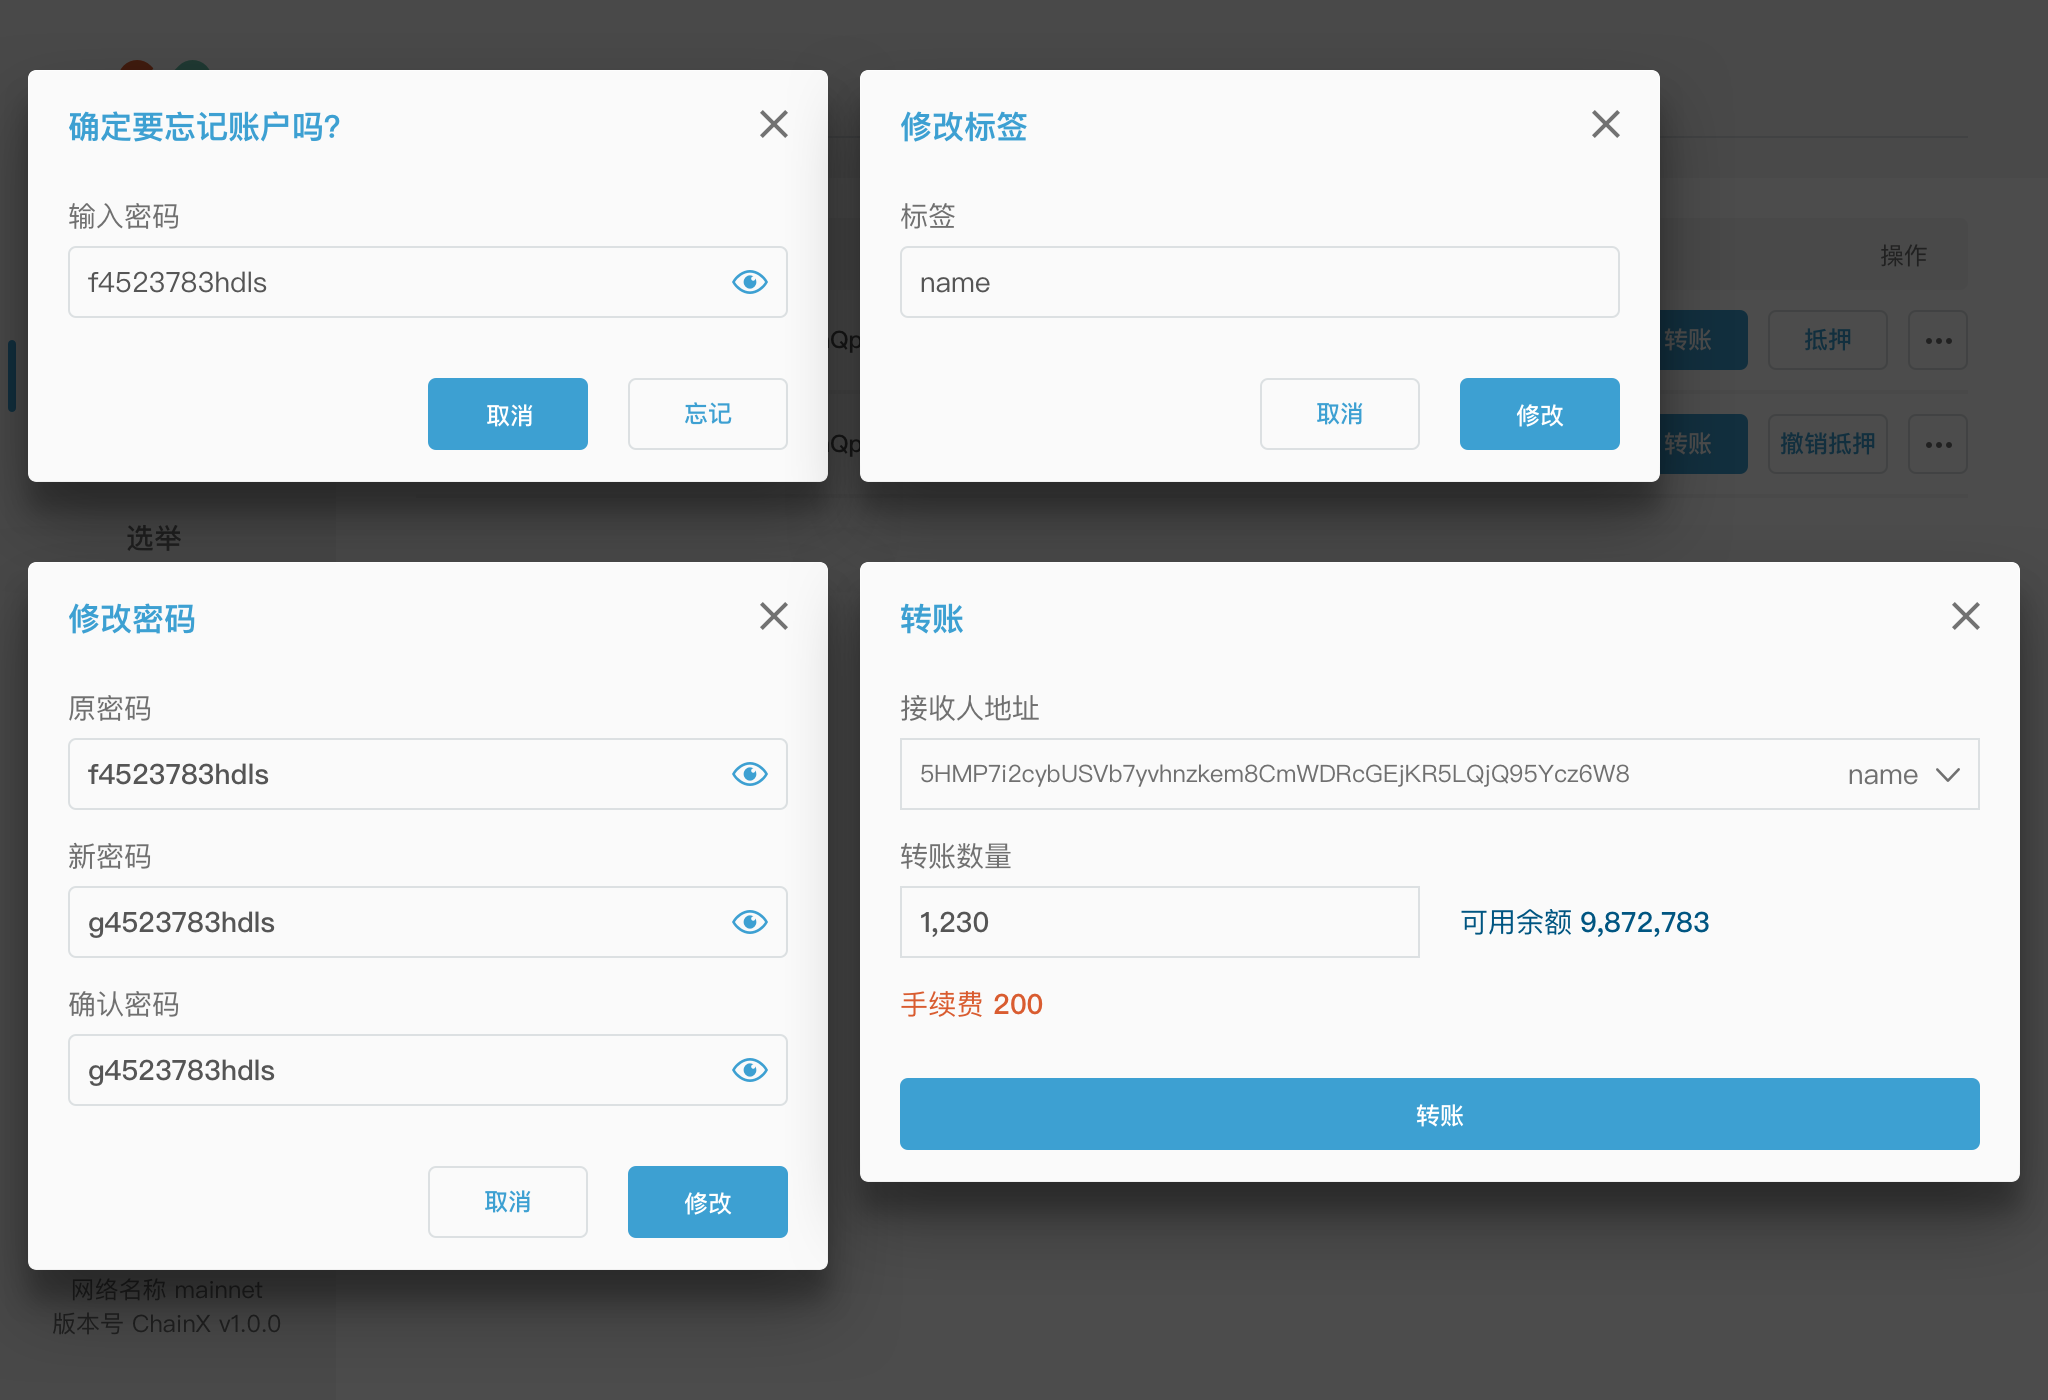 确定要忘记账户吗?
输入密码
f4523783hdls
取消
忘记
修改标签
标签
name
取消
修改
操作
Qp
转账
抵押
Qp
转账
撤销抵押
选举
修改密码
原密码
f4523783hdls
新密码
g4523783hdls
确认密码
g4523783hdls
取消
修改
转账
接收人地址
5HMP7i2cybUSVb7yvhnzkem8CmWDRcGEjKR5LQjQ95Ycz6W8
name
转账数量
1,230
可用余额 9,872,783
手续费 200
转账
网络名称 mainnet
版本号 ChainX v1.0.0